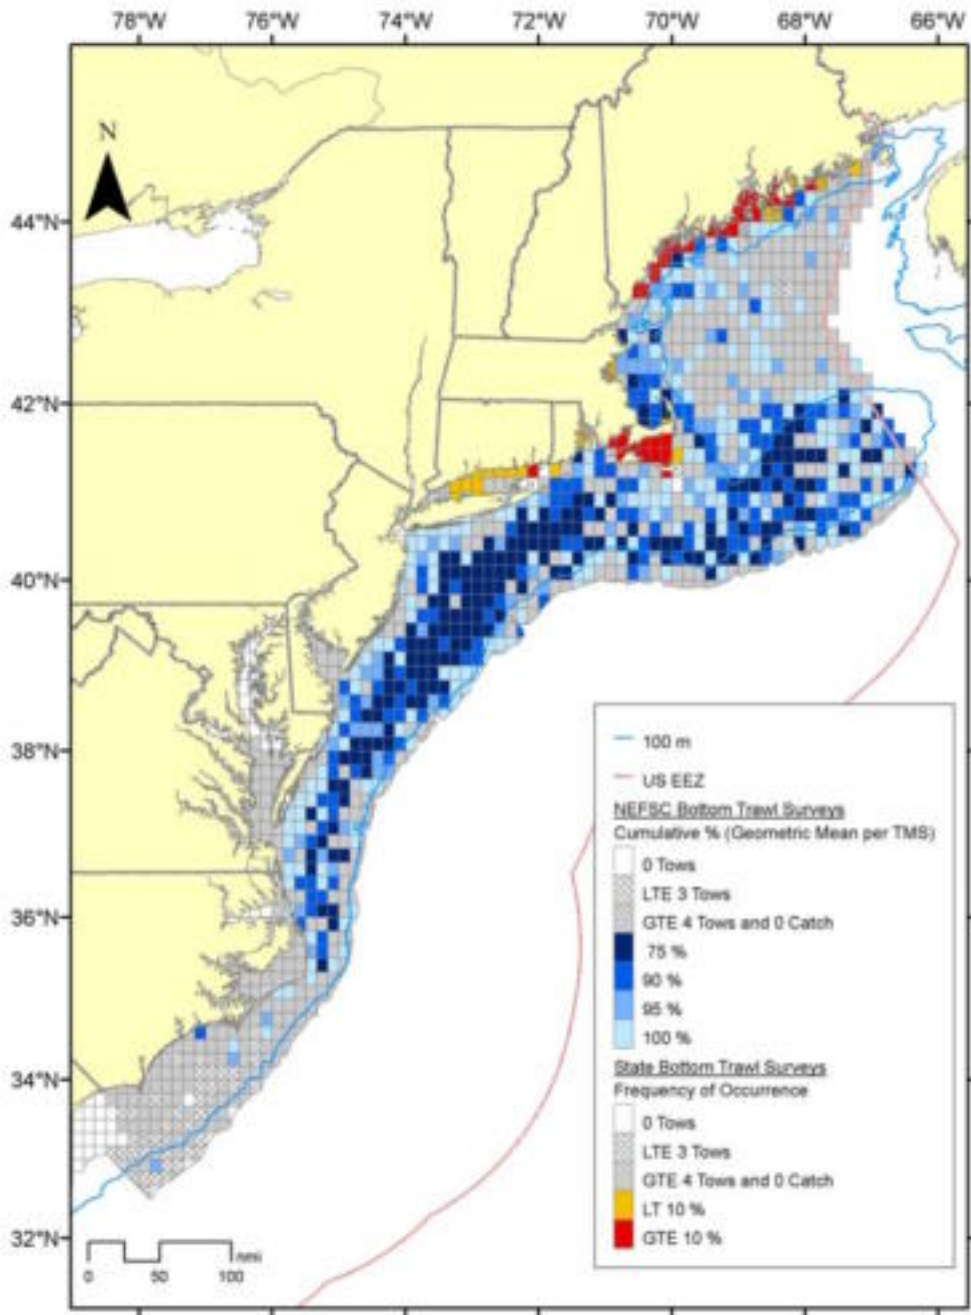 78°W 76°W 74°W 72°W 70°W 68°W 66°W
N
44°N
42°N
40°N
38°N
36°N
34°N
32°N
100 m
US EEZ
NEFSC Bottom Trawl Surveys
Cumulative % (Geometric Mean per TMS)
0 Tows
LTE 3 Tows
GTE 4 Tows and 0 Catch
75 %
90 %
95 %
100 %
State Bottom Trawl Surveys
Frequency of Occurrence
0 Tows
LTE 3 Tows
GTE 4 Tows and 0 Catch
LT 10 %
GTE 10 %
nmi
0 50 100